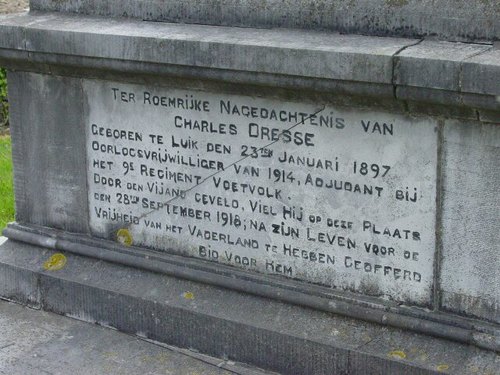 Ter Roemrijke Nagedachtenis van
Charles Dresse
Geboren te Luik den 23sten Januari 1897
Oorlogsvrijwilliger van 1914, Adjudant bij
het 9e Regiment Voetvolk.
Door den Vijand geveld, Viel Hij op deze Plaats
den 28sten September 1918; na zijn Leven voor de
Vrijheid van het Vaderland te Hebben Geofferd
Bid Voor Hem